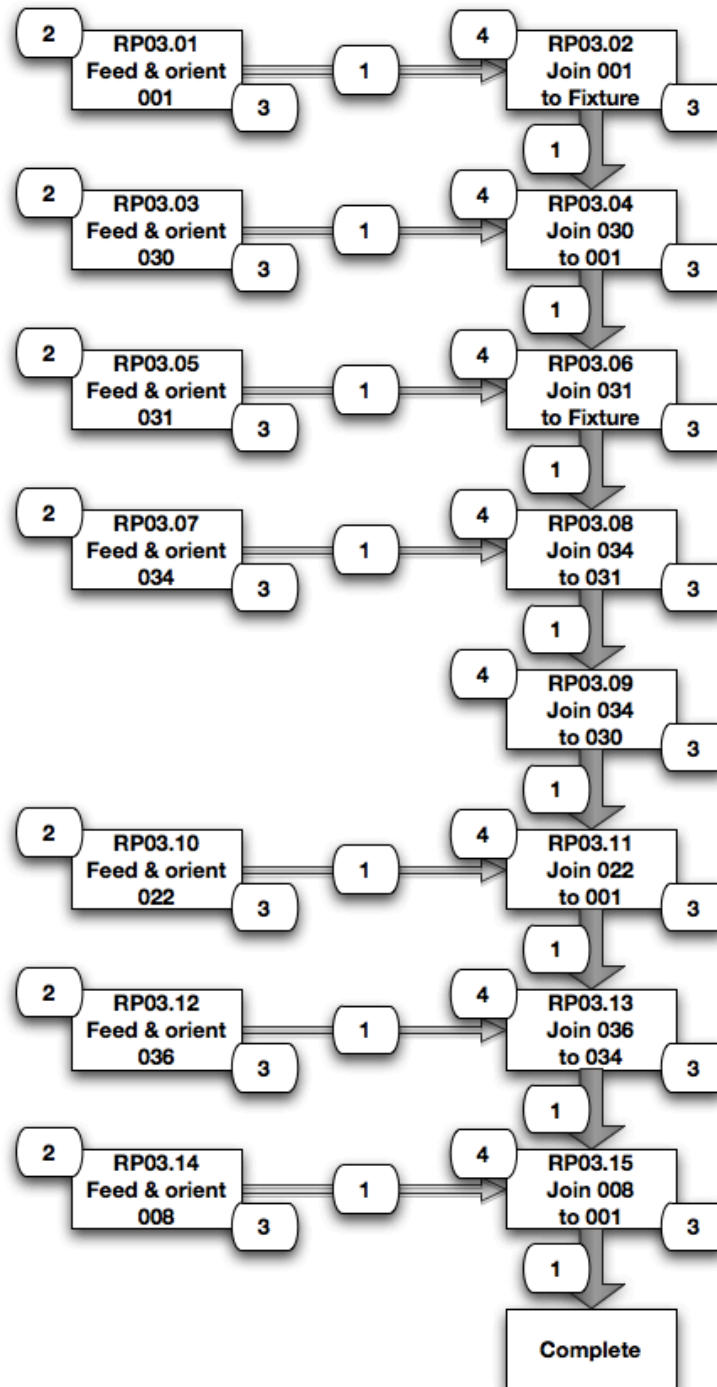 2
RP03.01
Feed & orient
001
3
1
4
RP03.02
Join 001
to Fixture
3
1
2
RP03.03
Feed & orient
030
3
1
4
RP03.04
Join 030
to 001
3
1
2
RP03.05
Feed & orient
031
3
1
4
RP03.06
Join 031
to Fixture
3
1
2
RP03.07
Feed & orient
034
3
1
4
RP03.08
Join 034
to 031
3
1
4
RP03.09
Join 034
to 030
3
1
2
RP03.10
Feed & orient
022
3
1
4
RP03.11
Join 022
to 001
3
1
2
RP03.12
Feed & orient
036
3
1
4
RP03.13
Join 036
to 034
3
1
2
RP03.14
Feed & orient
008
3
1
4
RP03.15
Join 008
to 001
3
1
Complete